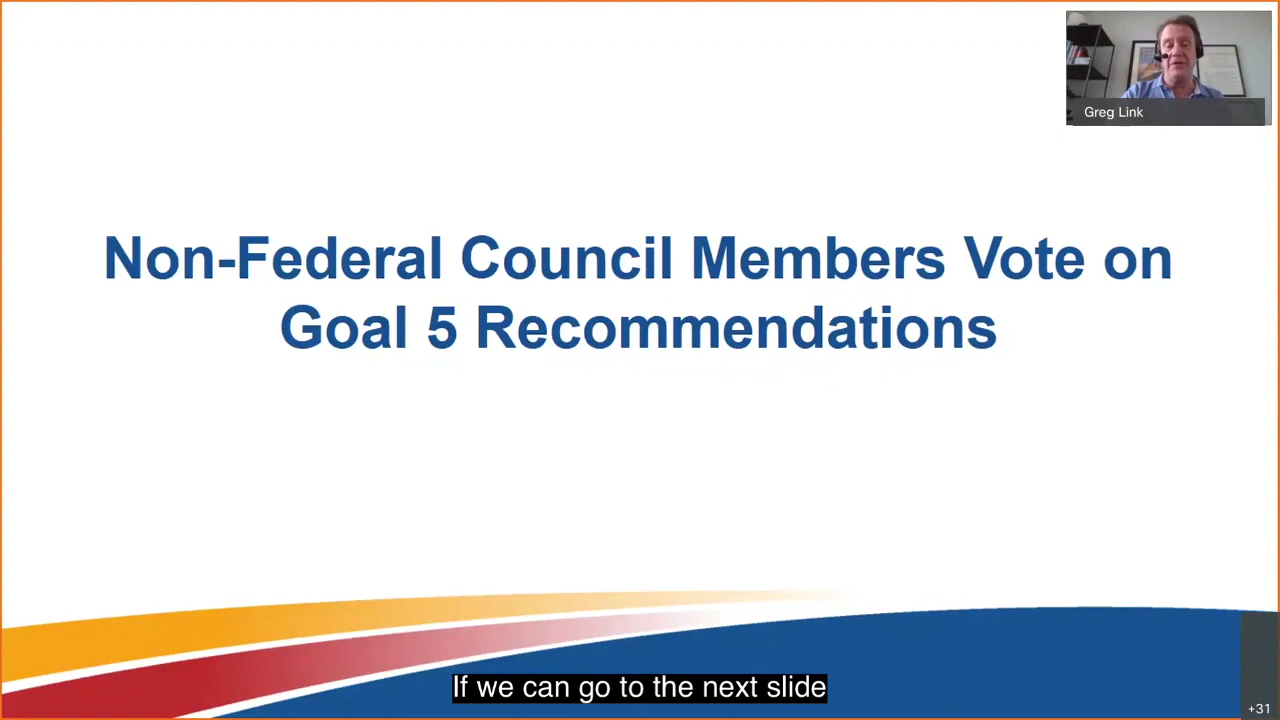 Greg Link
Non-Federal Council Members Vote on
Goal 5 Recommendations
If we can go to the next slide
+31